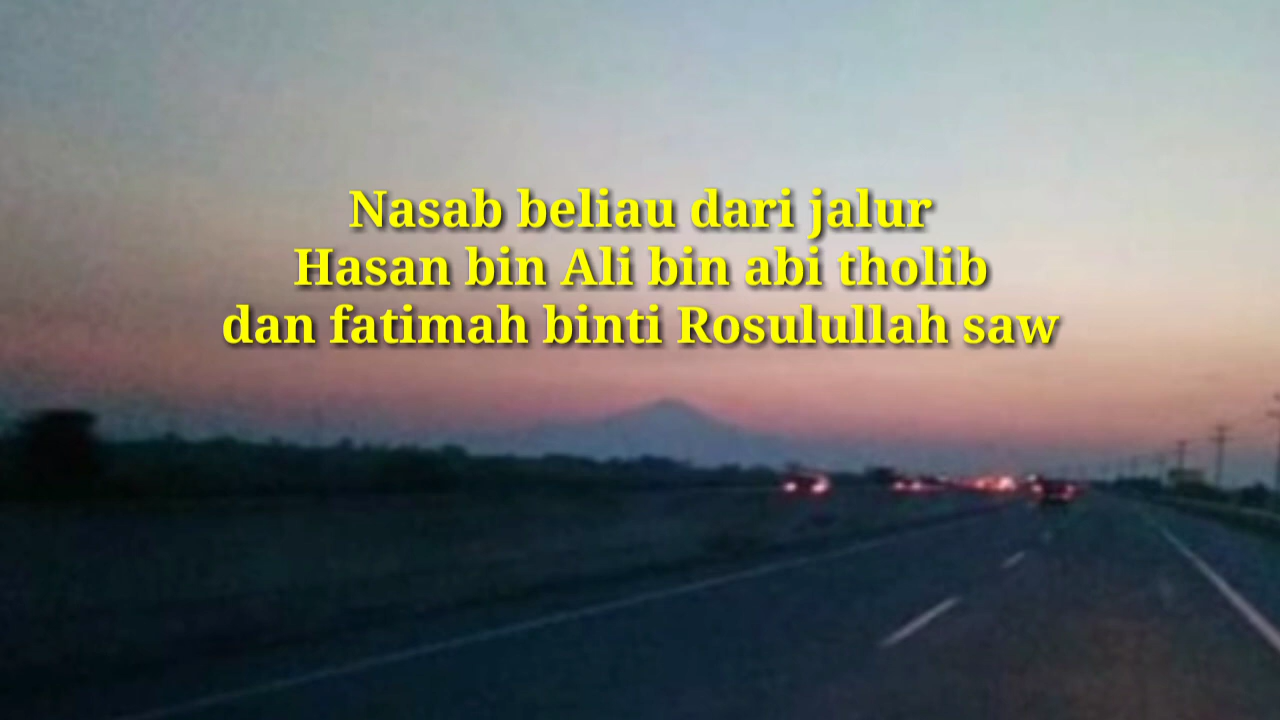 Nasab beliau dari jalur
Hasan bin Ali bin abi tholib
dan fatimah binti Rosulullah saw